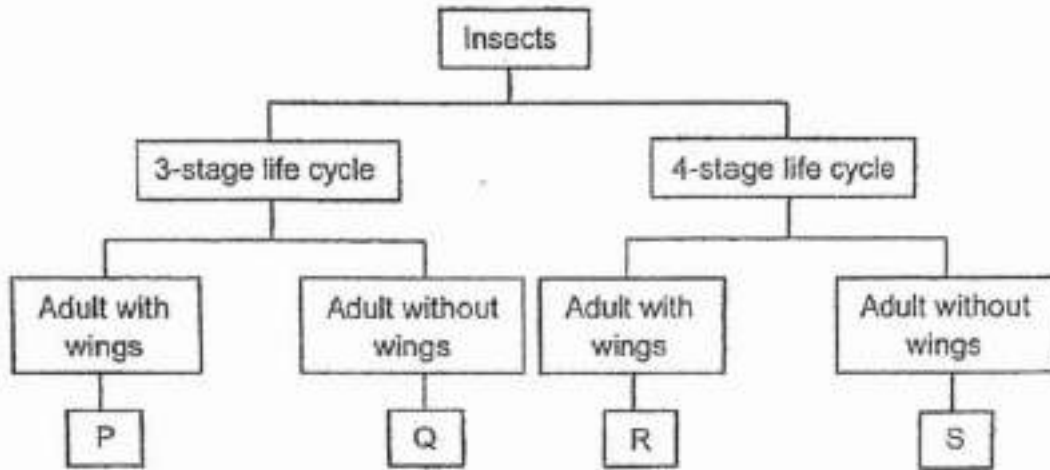 Insects
3-stage life cycle
4-stage life cycle
Adult with
wings
Adult without
wings
Adult with
wings
Adult without
wings
P
Q
R
S